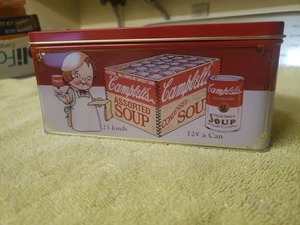 Campbell's
ASSORTED
SOUP
Campbell's
SOUP
Campbell's
SOUP
21 kinds
12¢ a Can